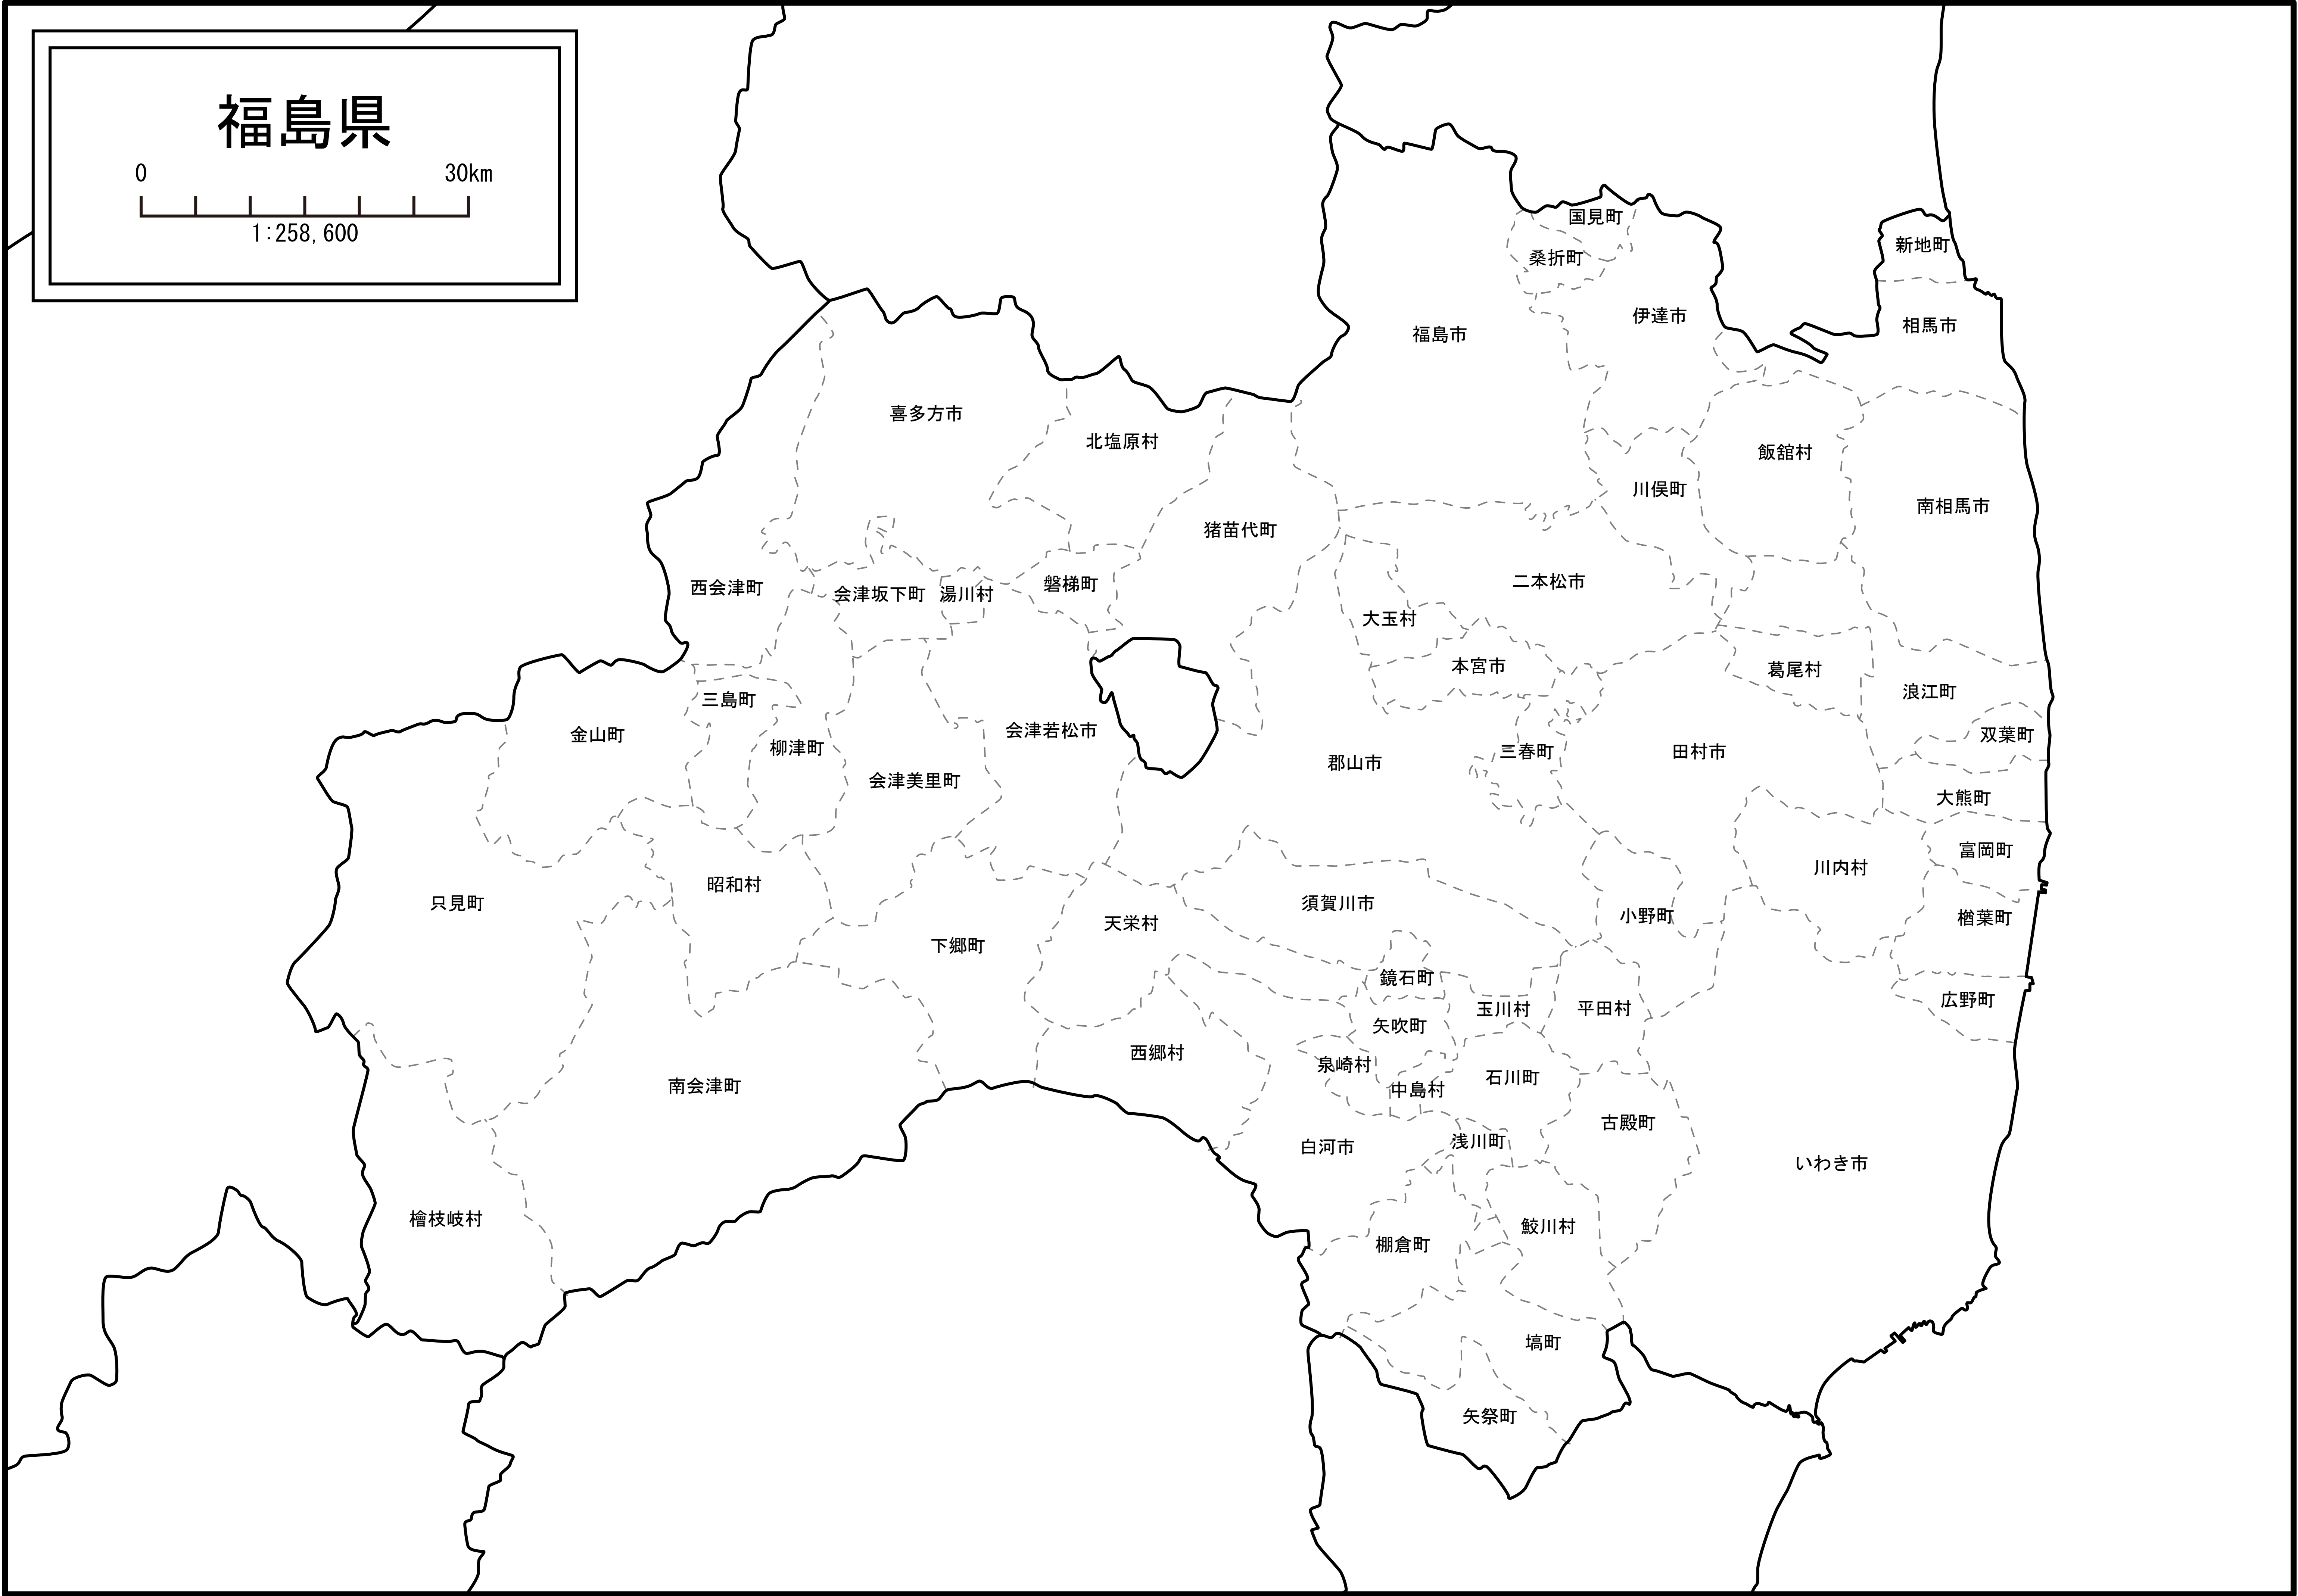 福島県
0 30km
1:258,600
国見町
新地町
桑折町
伊達市
相馬市
福島市
喜多方市
北塩原村
飯舘村
川俣町
南相馬市
猪苗代町
二本松市
西会津町
会津坂下町
湯川村
磐梯町
大玉村
本宮市
葛尾村
浪江町
三島町
金山町
柳津町
会津若松市
双葉町
三春町
田村市
郡山市
会津美里町
大熊町
富岡町
川内村
昭和村
只見町
須賀川市
小野町
楢葉町
天栄村
下郷町
鏡石町
広野町
玉川村
平田村
矢吹町
西郷村
泉崎村
石川町
南会津町
中島村
古殿町
浅川町
白河市
いわき市
檜枝岐村
鮫川村
棚倉町
塙町
矢祭町